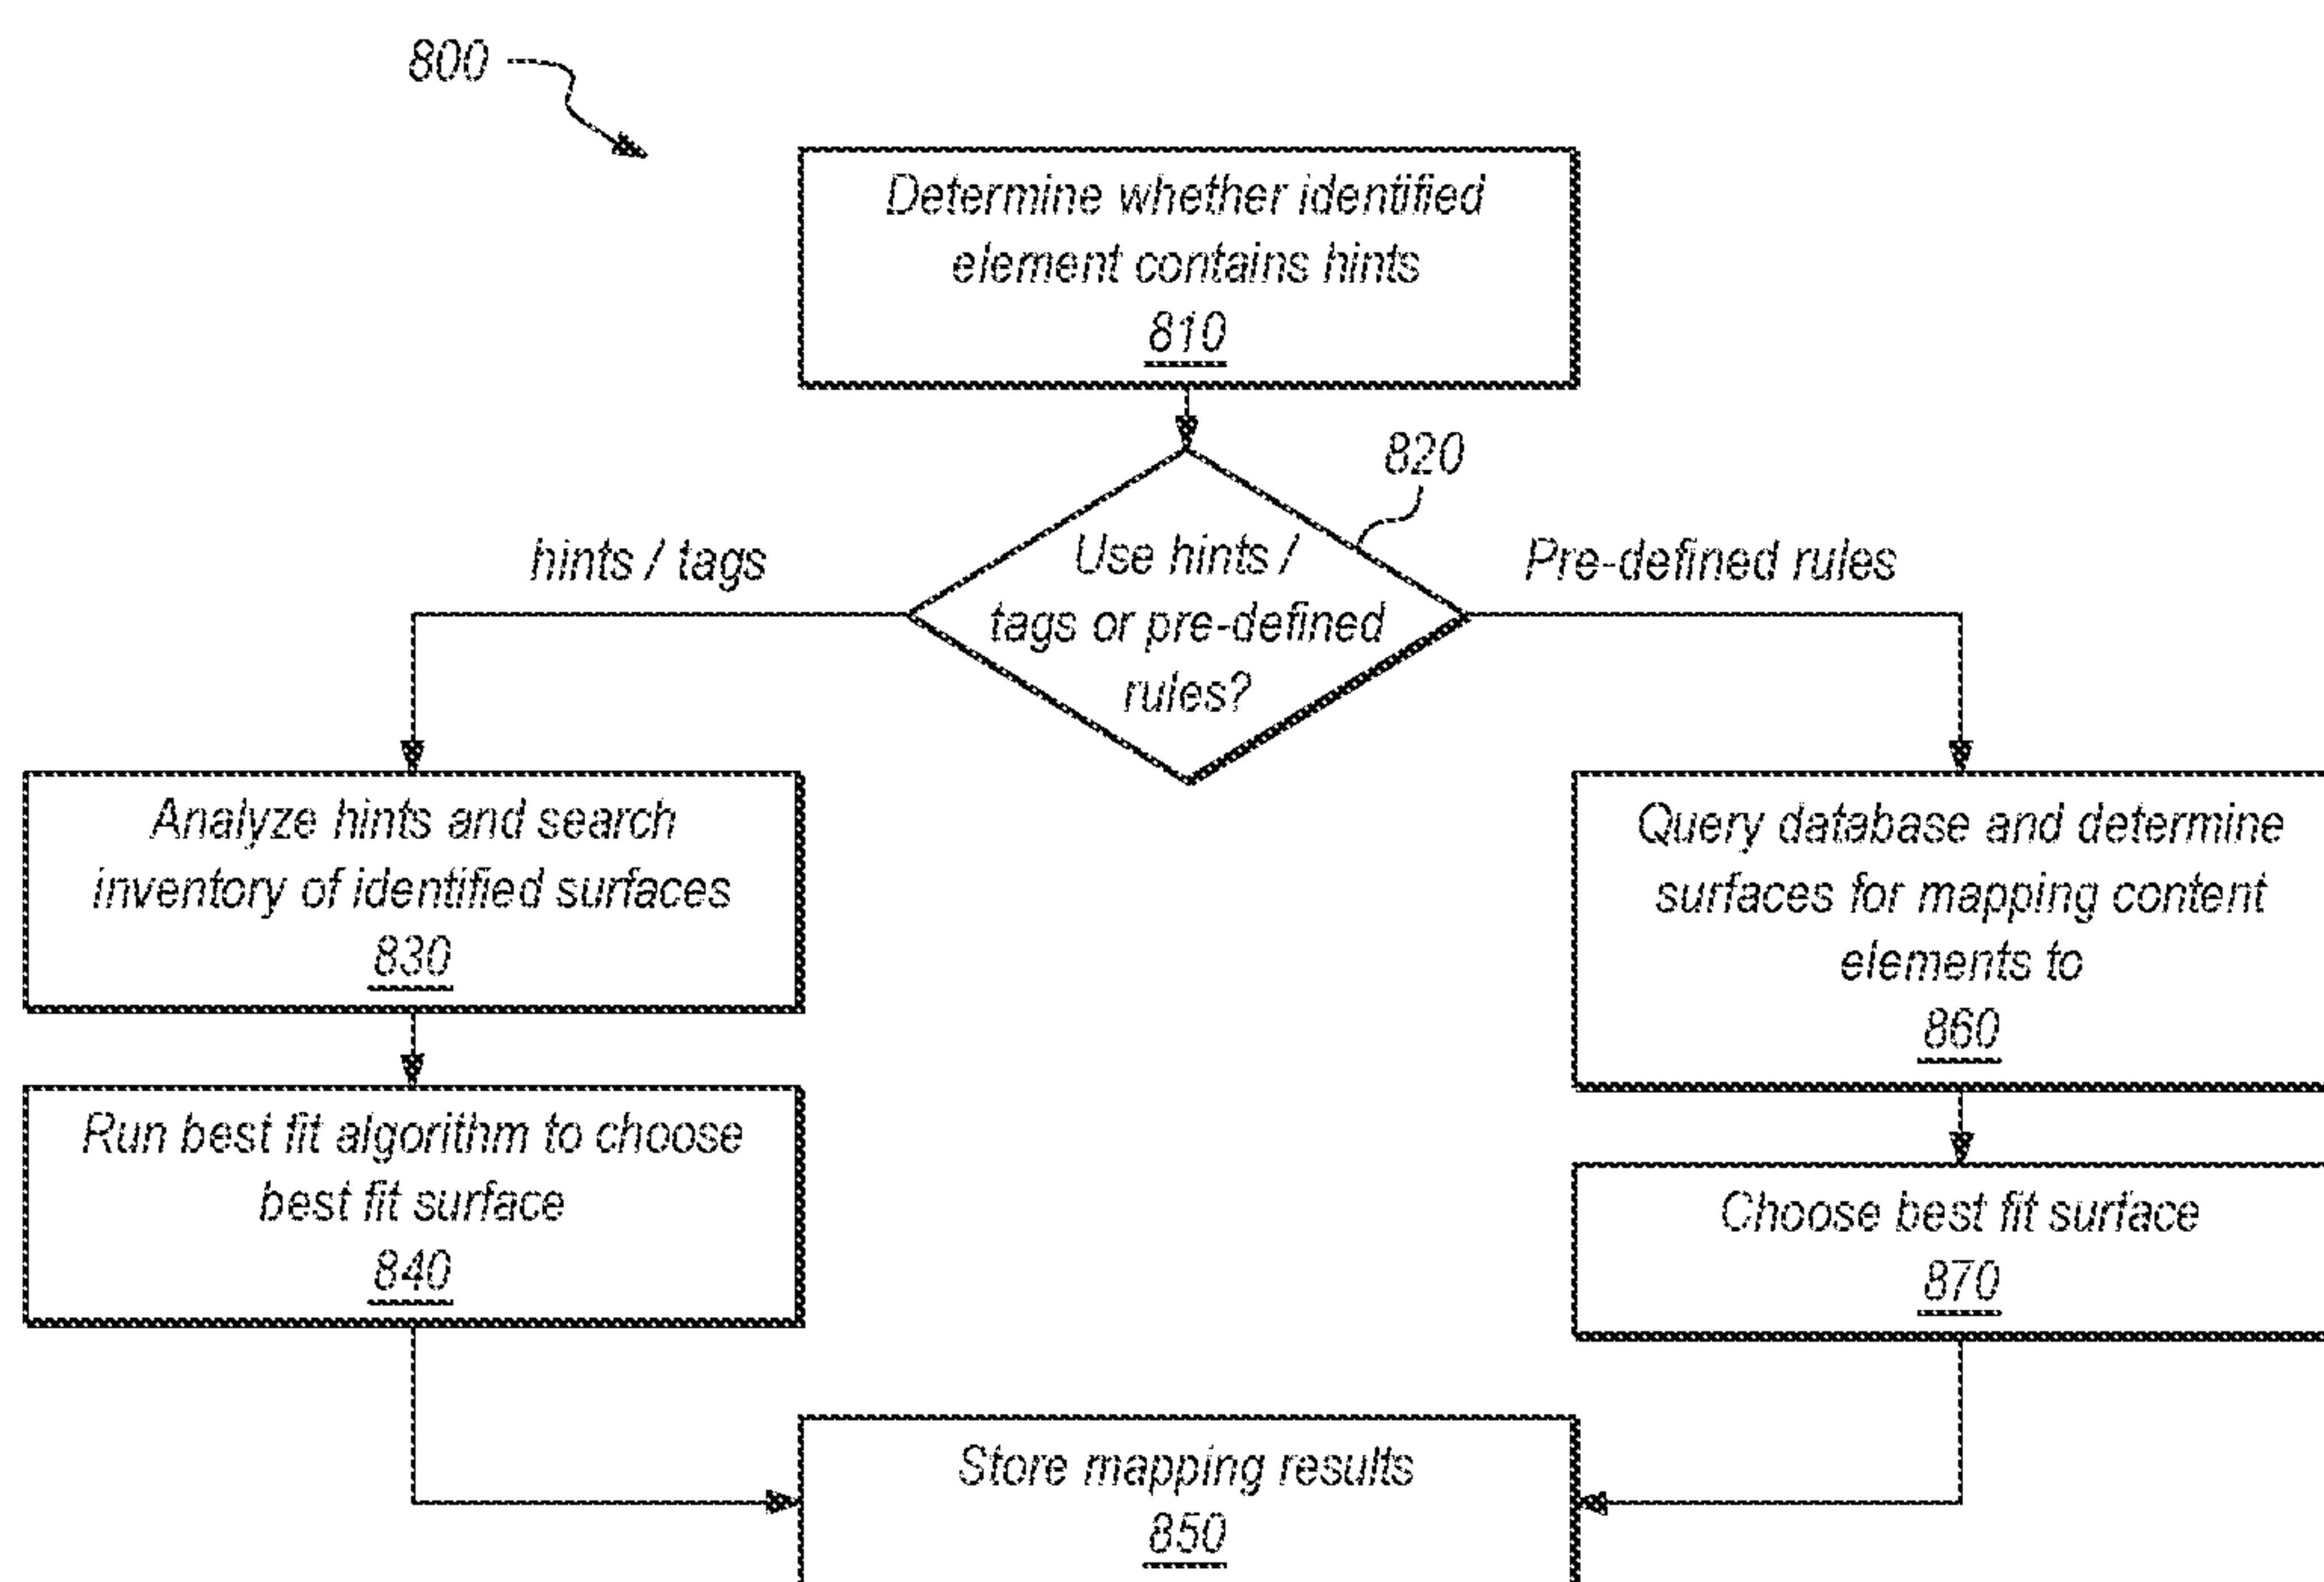 800
Determine whether identified
element contains hints
810
820
hints / tags
Use hints /
tags or pre-defined
rules?
Pre-defined rules
Analyze hints and search
inventory of identified surfaces
830
Query database and determine
surfaces for mapping content
elements to
860
Run best fit algorithm to choose
best fit surface
840
Choose best fit surface
870
Store mapping results
850